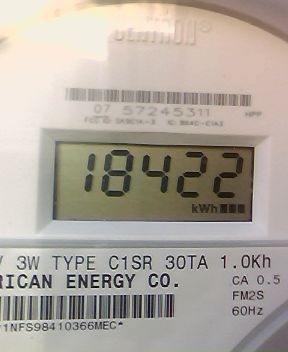 07 57245311 HPP
18422
kWh
V 3W TYPE C1SR 30TA 1.0Kh
RICAN ENERGY CO. CA 0.5
FM2S
60Hz
1NFS98410366MEC*